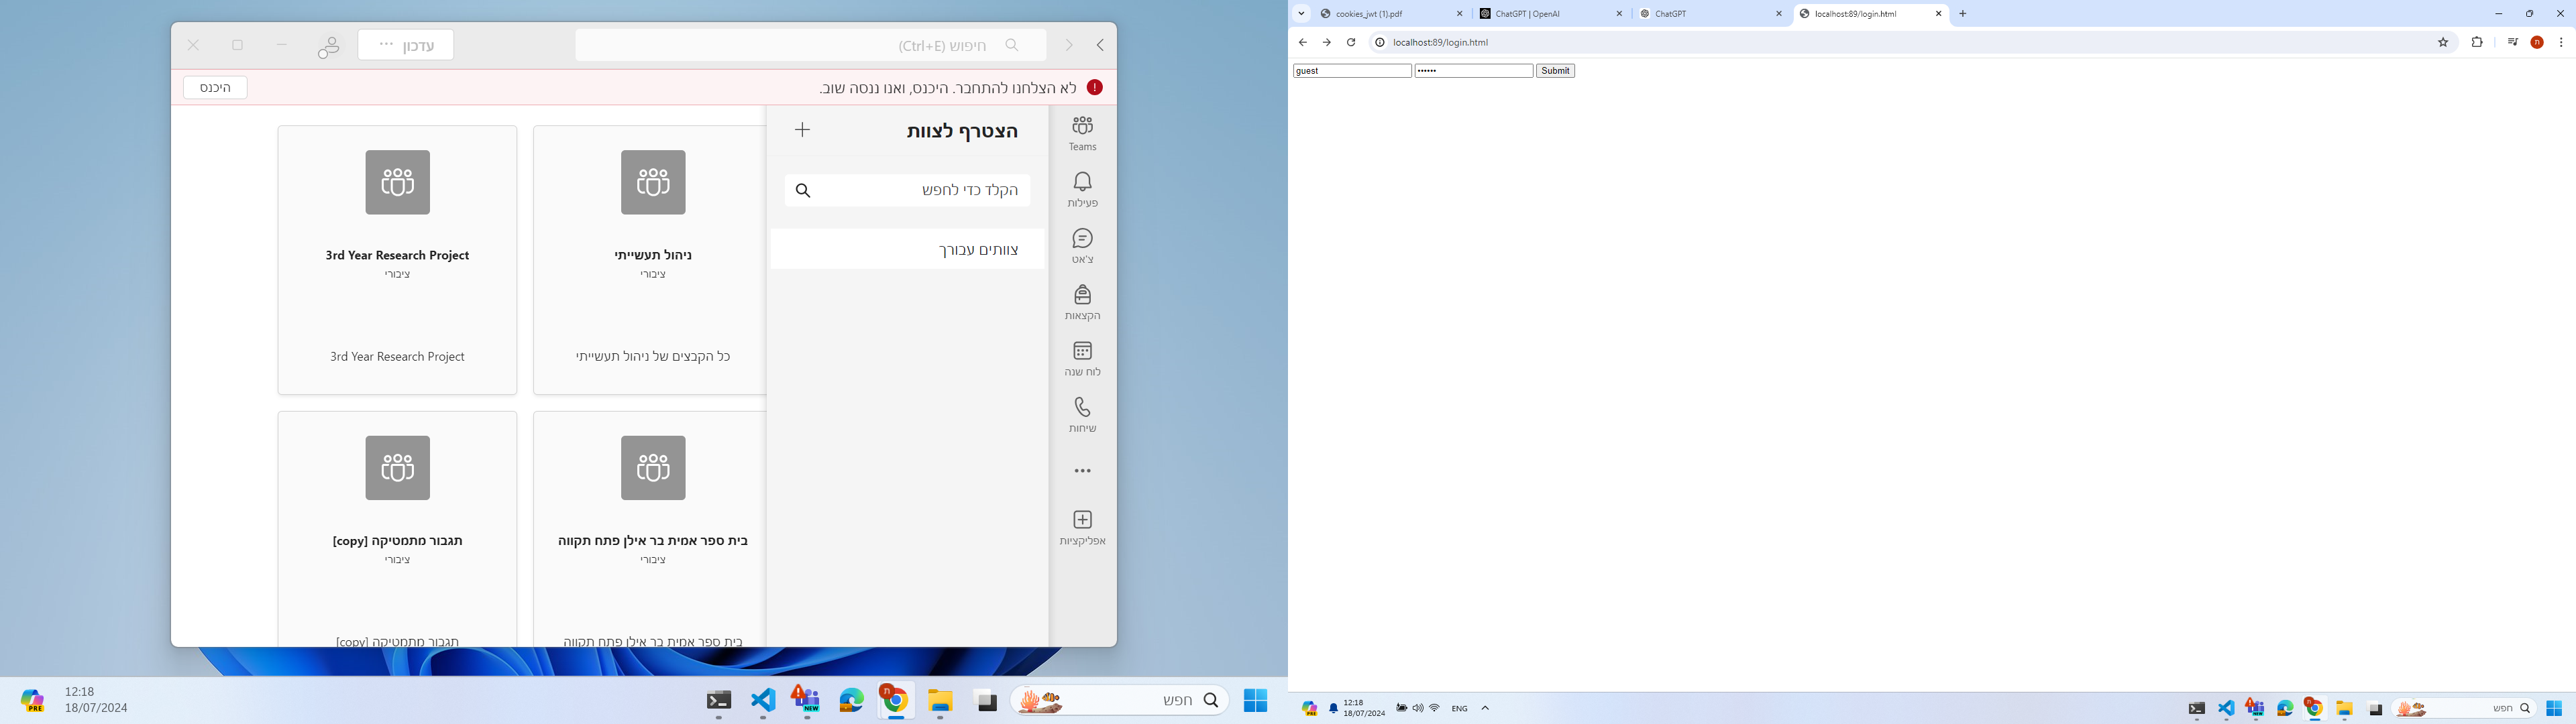 עדכון
חיפוש (Ctrl+E)
לא הצלחנו להתחבר. היכנס, ואנו ננסה שוב.
היכנס
הצטרף לצוות
הקלד כדי לחפש
צוותים עבורך
Teams
פעילות
צ'אט
הקצאות
לוח שנה
שיחות
אפליקציות
ניהול תעשייתי
ציבורי
כל הקבצים של ניהול תעשייתי
3rd Year Research Project
ציבורי
3rd Year Research Project
בית ספר אמית בר אילן פתח תקווה
ציבורי
בית ספר אמית בר אילן פתח תקווה
תגבור מתמטיקה [copy]
ציבורי
תגבור מתמטיקה [copy]
12:18
18/07/2024
PRE
NEW
ת
חפש
cookies_jwt (1).pdf
ChatGPT | OpenAI
ChatGPT
localhost:89/login.html
localhost:89/login.html
ח
guest
••••••
Submit
12:18
18/07/2024
ENG
חפש